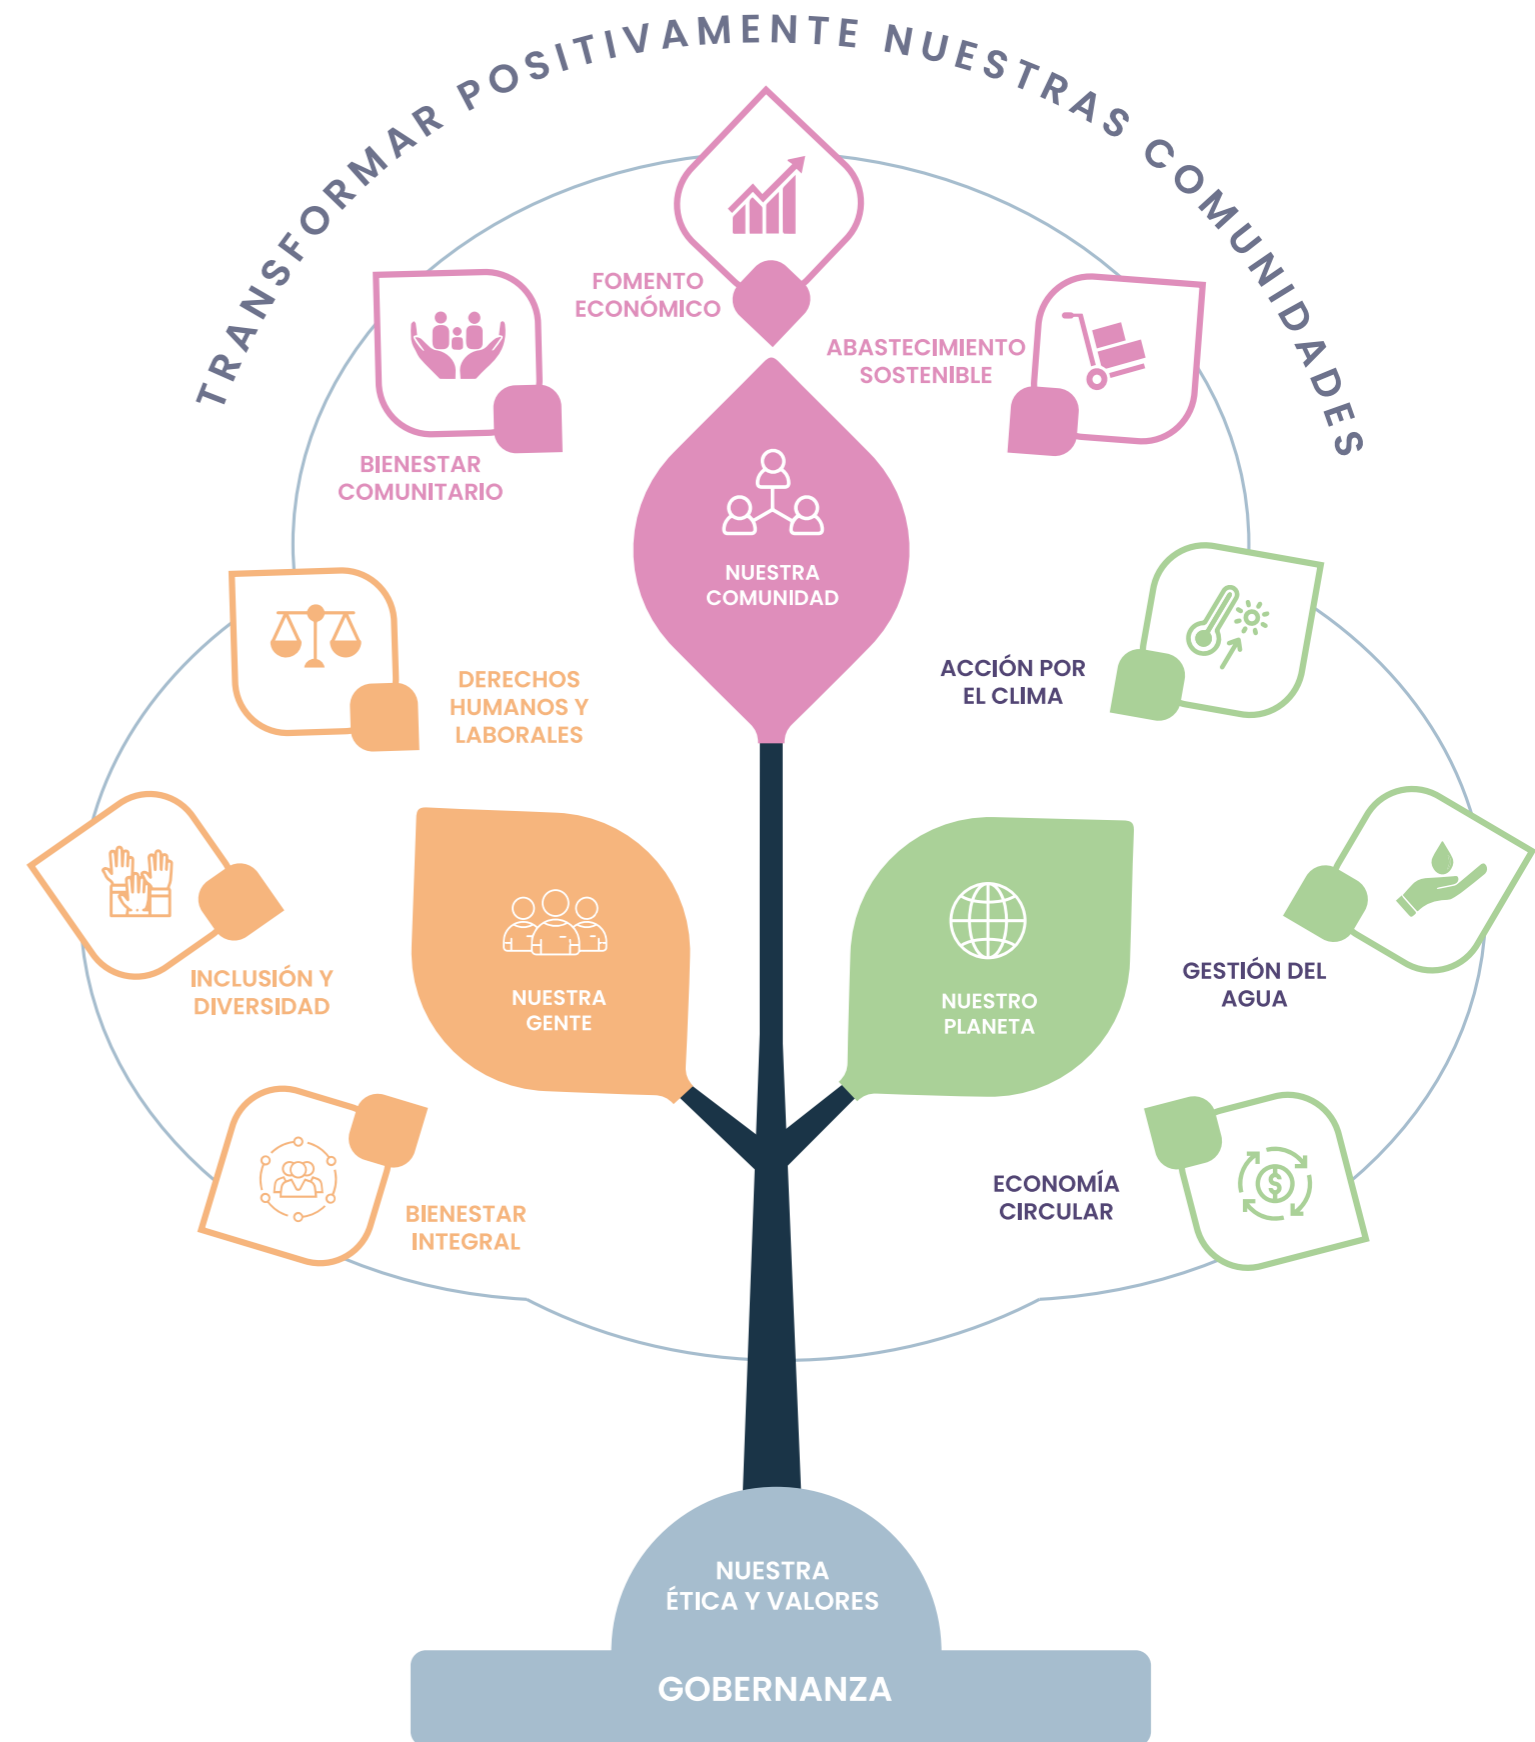 TRANSFORMAR POSITIVAMENTE NUESTRAS COMUNIDADES
FOMENTO
ECONÓMICO
ABASTECIMIENTO
SOSTENIBLE
BIENESTAR
COMUNITARIO
NUESTRA
COMUNIDAD
DERECHOS
HUMANOS Y
LABORALES
ACCIÓN POR
EL CLIMA
INCLUSIÓN Y
DIVERSIDAD
NUESTRA
GENTE
NUESTRO
PLANETA
GESTIÓN DEL
AGUA
BIENESTAR
INTEGRAL
ECONOMÍA
CIRCULAR
$
NUESTRA
ÉTICA Y VALORES
GOBERNANZA